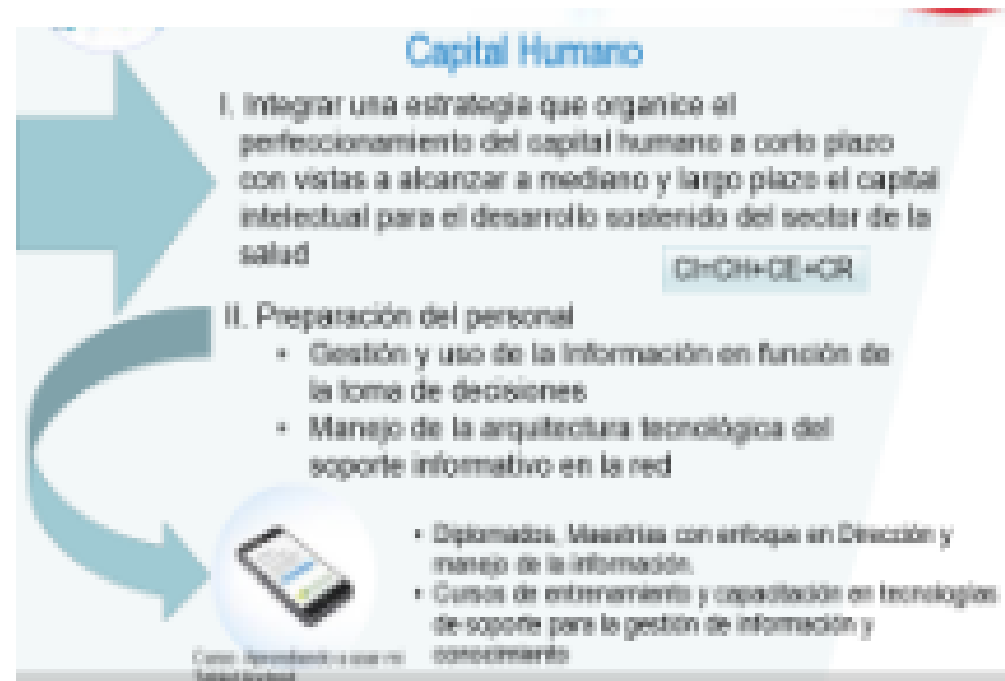 Capital Humano
I. Integrar una estrategia que organice el
perfeccionamiento del capital humano a corto plazo
con vistas a alcanzar a mediano y largo plazo el capital
intelectual para el desarrollo sostenido del sector de la
salud
CI=CH+CE+CR
II. Preparación del personal
• Gestión y uso de la Información en función de
la toma de decisiones
• Manejo de la arquitectura tecnológica del
soporte informativo en la red
• Diplomados, Maestrías con enfoque en Dirección y
manejo de la información.
• Cursos de entrenamiento y capacitación en tecnologías
de soporte para la gestión de información y
conocimiento
Curso: Aprendiendo a usar mi